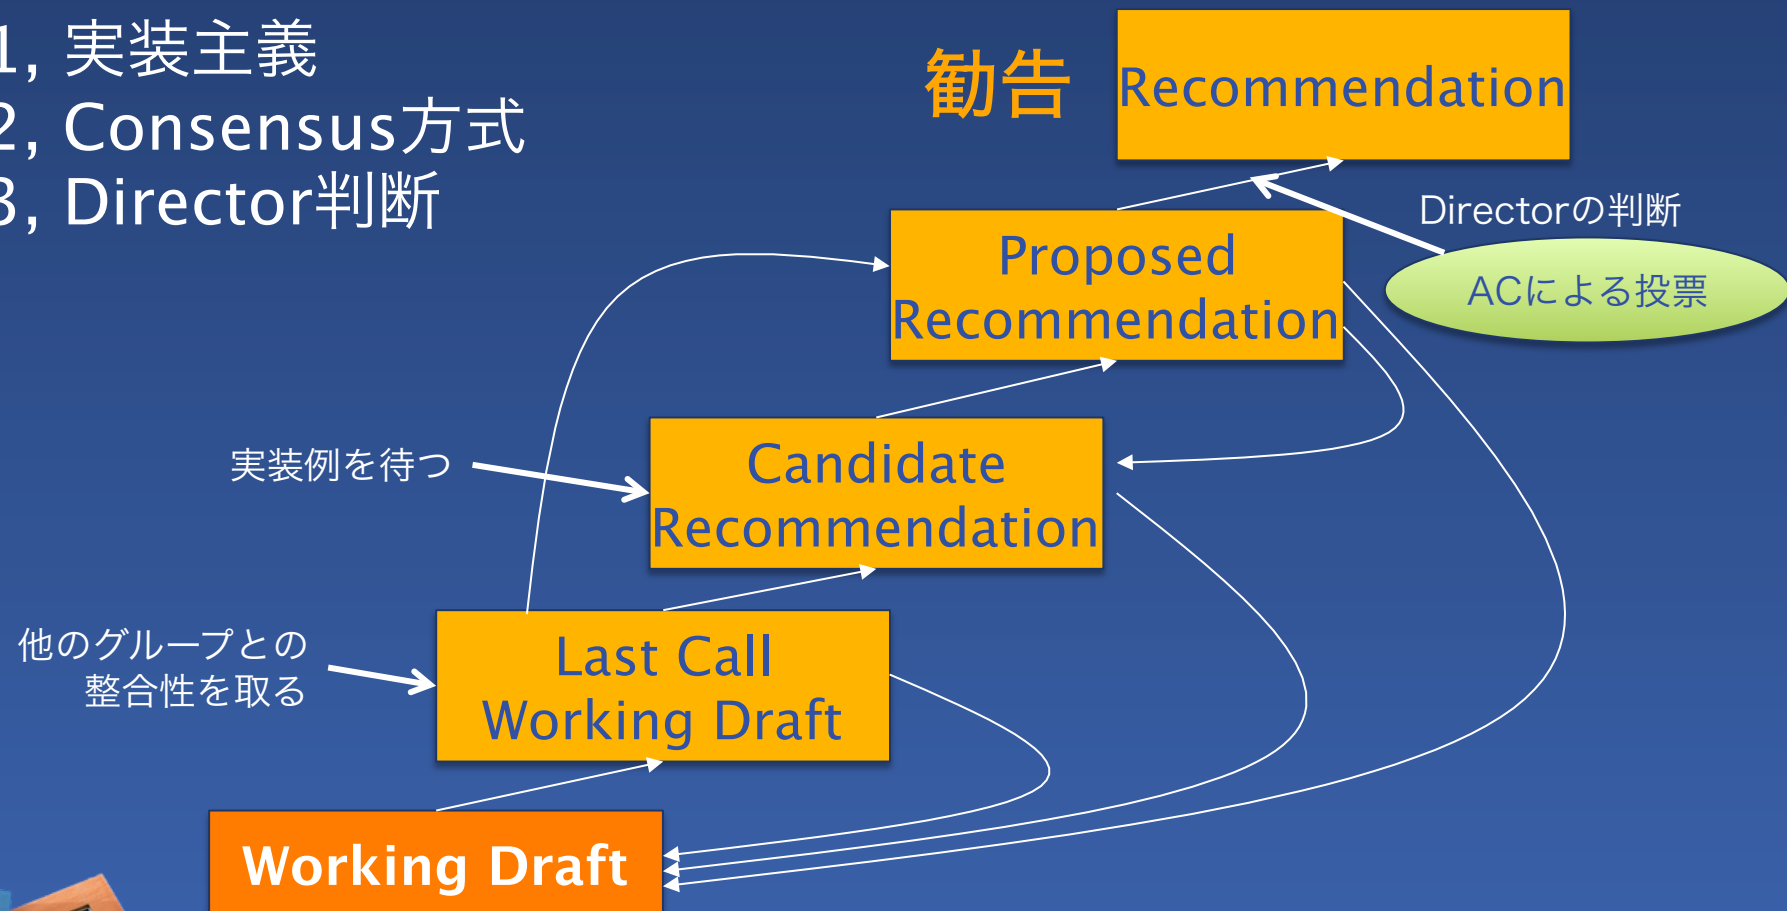 1, 実装主義
2, Consensus方式
3, Director判断
勧告
Recommendation
Directorの判断
ACによる投票
Proposed
Recommendation
実装例を待つ
Candidate
Recommendation
他のグループとの
整合性を取る
Last Call
Working Draft
Working Draft